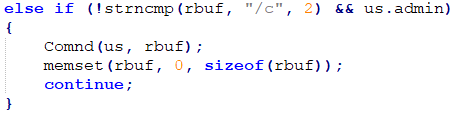 else if (!strncmp(rbuf, "/c", 2) && us.admin)
{
Comnd(us, rbuf);
memset(rbuf, 0, sizeof(rbuf));
continue;
}